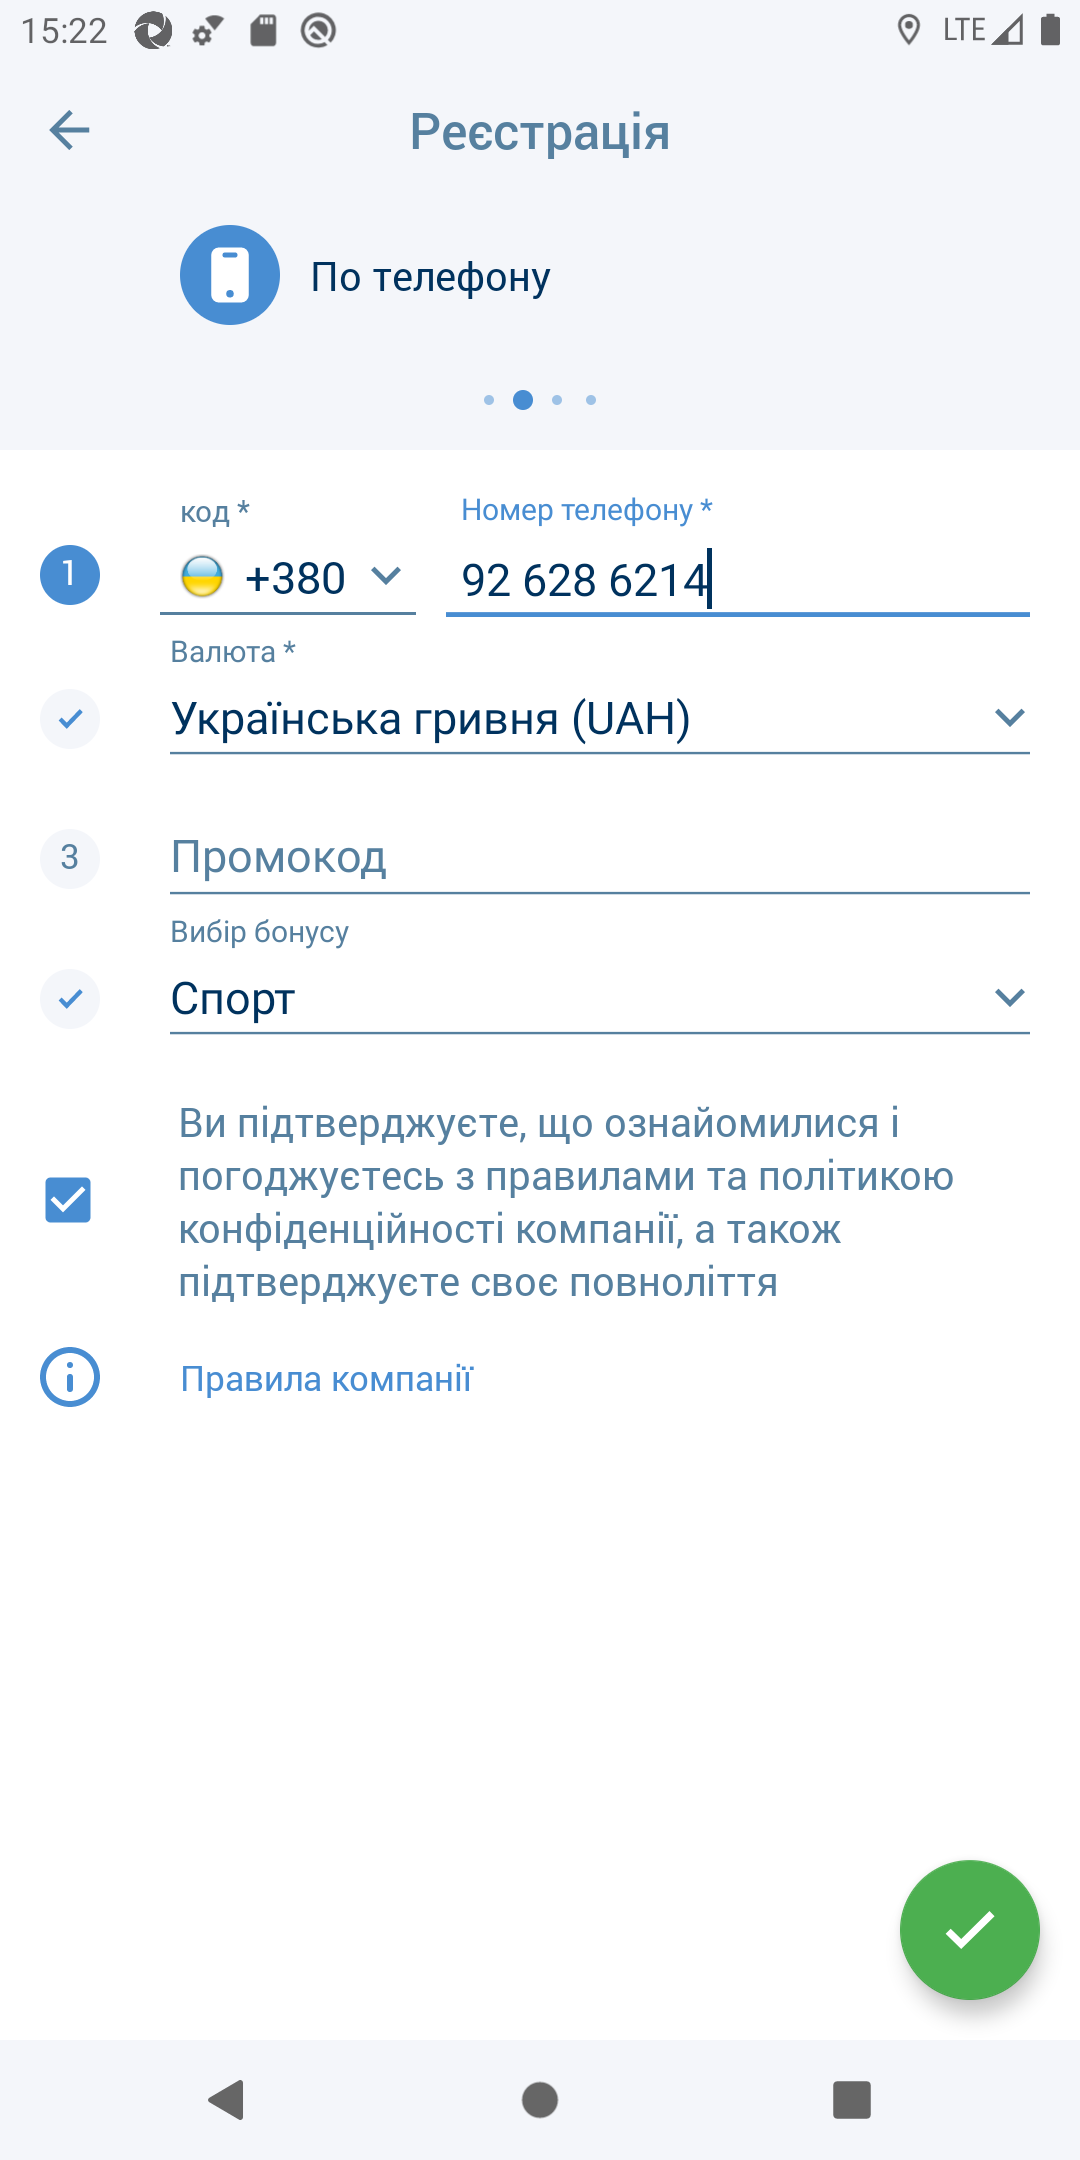 15:22
LTE
Реєстрація
По телефону
код *
Номер телефону *
1
+380
92 628 6214
Валюта *
Українська гривня (UAH)
3
Промокод
Вибір бонусу
Спорт
Ви підтверджуєте, що ознайомилися і
погоджуєтесь з правилами та політикою
конфіденційності компанії, а також
підтверджуєте своє повноліття
Правила компанії